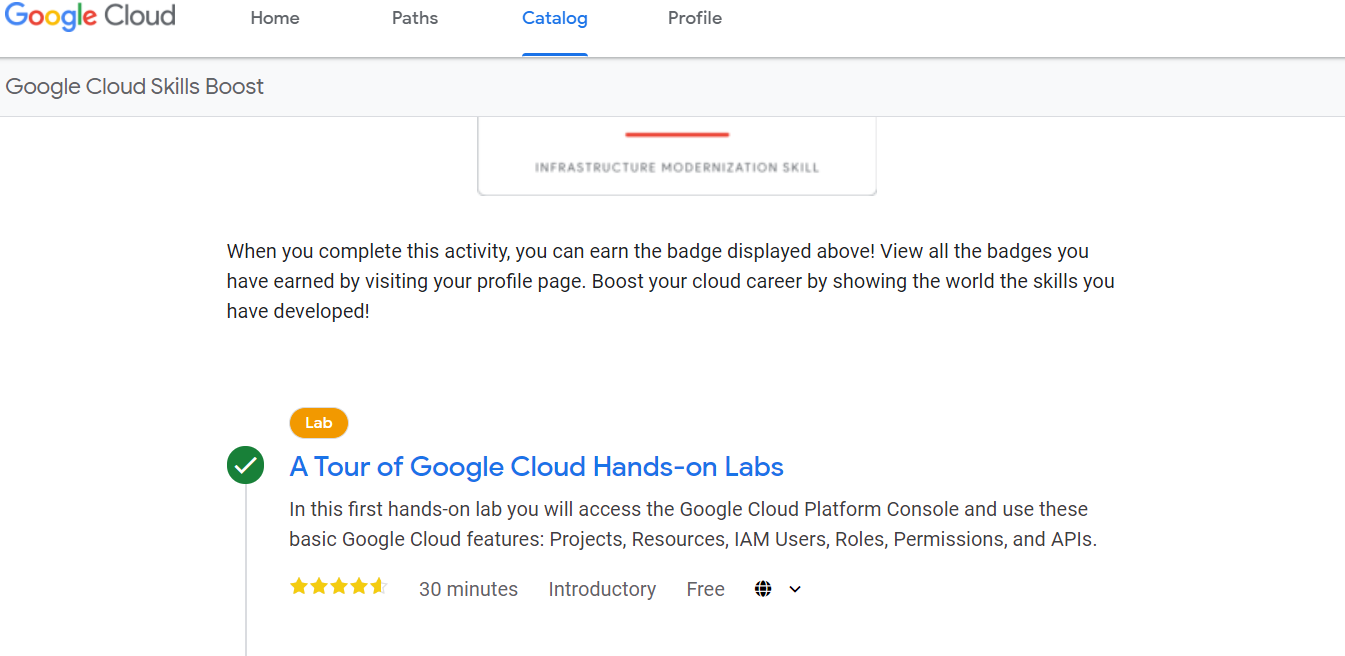 Google Cloud Home Paths Catalog Profile
Google Cloud Skills Boost
INFRASTRUCTURE MODERNIZATION SKILL
When you complete this activity, you can earn the badge displayed above! View all the badges you
have earned by visiting your profile page. Boost your cloud career by showing the world the skills you
have developed!
Lab
A Tour of Google Cloud Hands-on Labs
In this first hands-on lab you will access the Google Cloud Platform Console and use these
basic Google Cloud features: Projects, Resources, IAM Users, Roles, Permissions, and APIs.
30 minutes Introductory Free